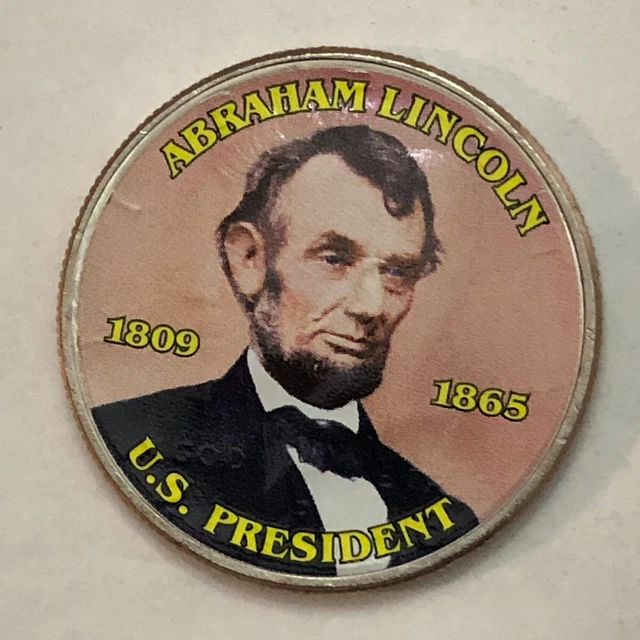 ABRAHAM LINCOLN
1809
1865
U.S. PRESIDENT